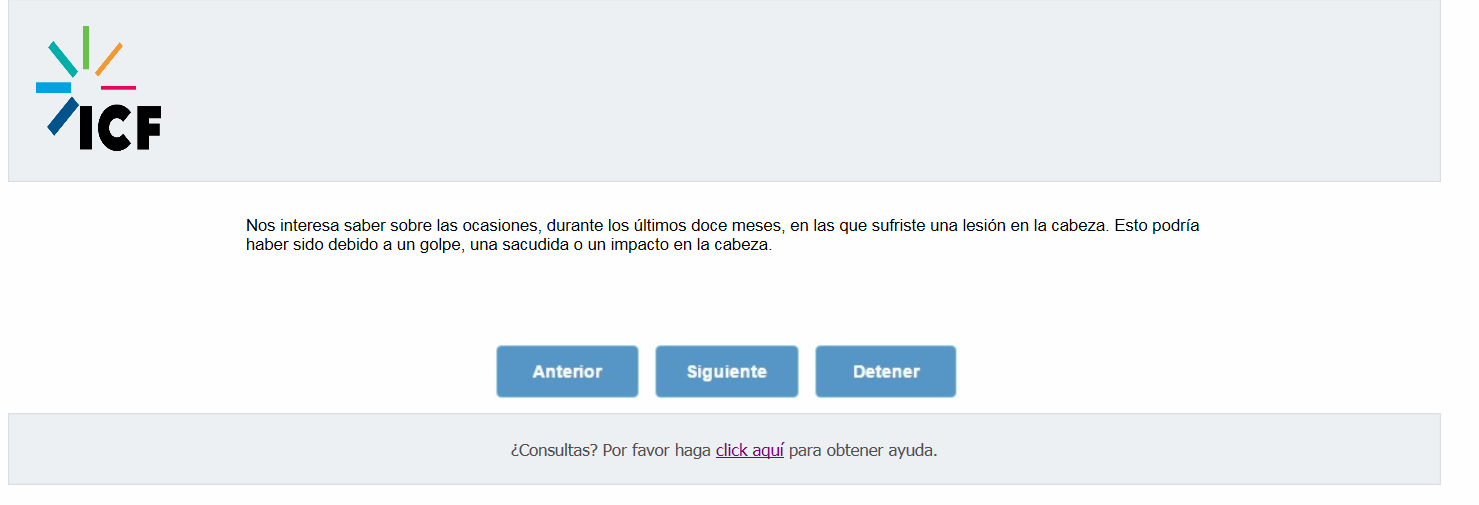 ICF
Nos interesa saber sobre las ocasiones, durante los últimos doce meses, en las que sufriste una lesión en la cabeza. Esto podría
haber sido debido a un golpe, una sacudida o un impacto en la cabeza.
Anterior Siguiente Detener
¿Consultas? Por favor haga click aquí para obtener ayuda.